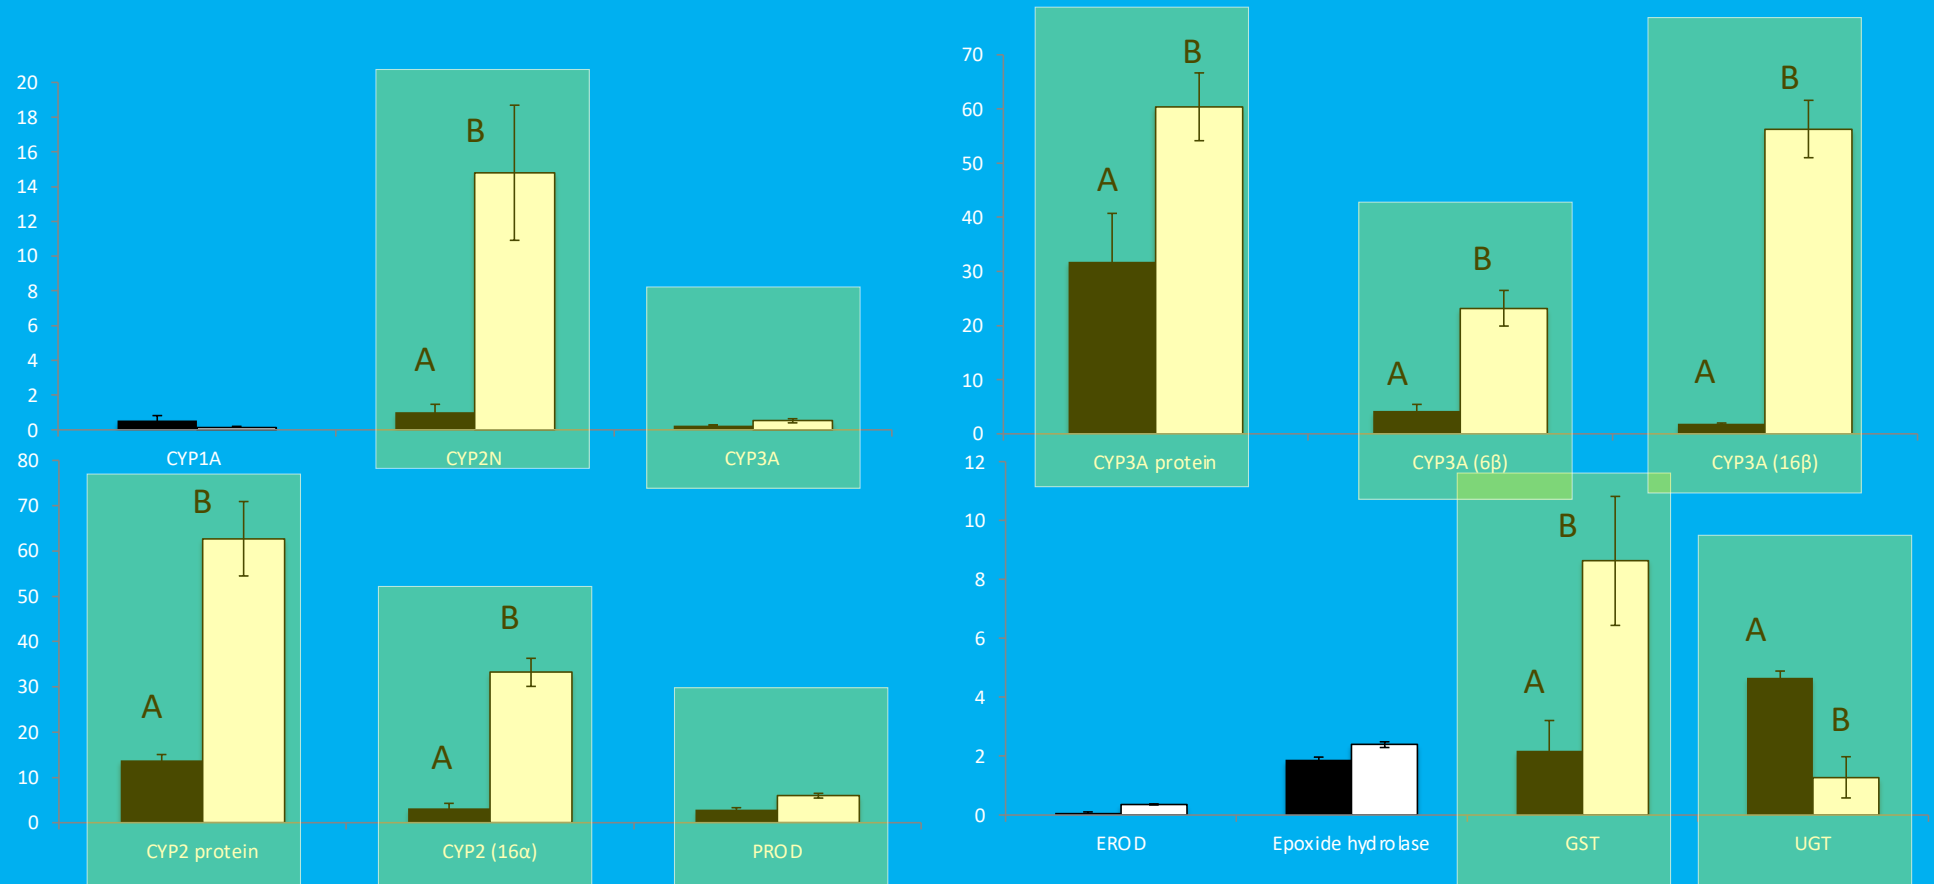 20
18
16
14
12
10
8
6
4
2
0
B
A
CYP1A CYP2N CYP3A
70
60
50
40
30
20
10
0
B
A
B
A
B
A
CYP3A protein CYP3A (6β) CYP3A (16β)
80
70
60
50
40
30
20
10
0
B
A
B
A
CYP2 protein CYP2 (16α) PROD
12
10
8
6
4
2
0
B
A
A
B
EROD Epoxide hydrolase GST UGT